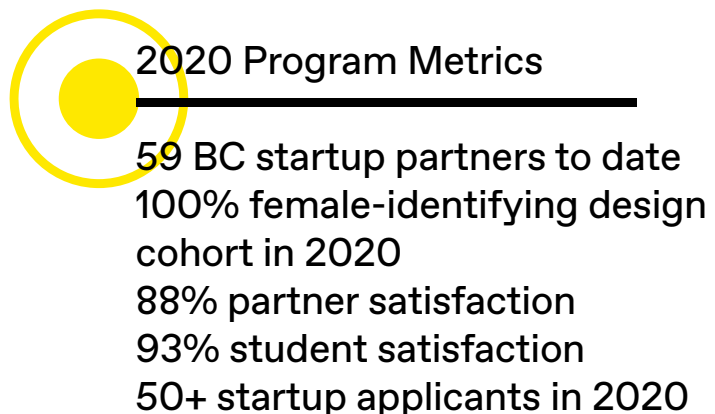 2020 Program Metrics
59 BC startup partners to date
100% female-identifying design
cohort in 2020
88% partner satisfaction
93% student satisfaction
50+ startup applicants in 2020